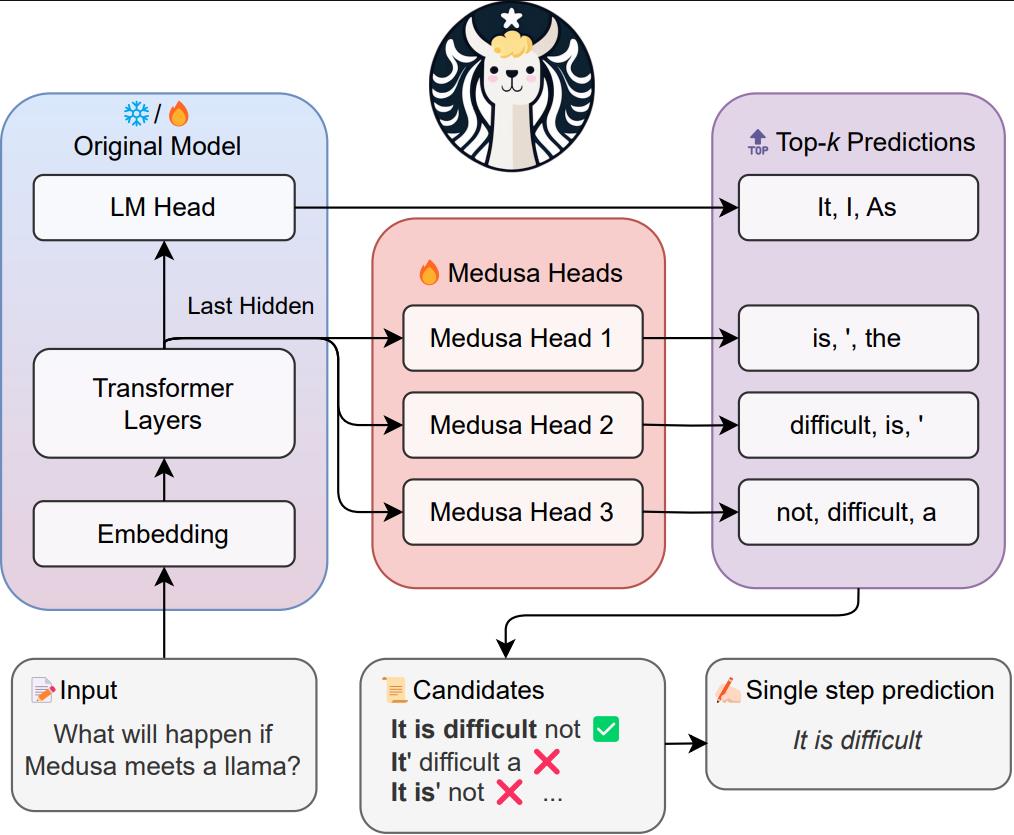 /
Original Model
LM Head
Last Hidden
Transformer
Layers
Embedding
Input
What will happen if
Medusa meets a llama?
Medusa Heads
Medusa Head 1
Medusa Head 2
Medusa Head 3
TOP
Top-k Predictions
It, I, As
is, ', the
difficult, is, '
not, difficult, a
Candidates
It is difficult not
It' difficult a
It is' not ...
Single step prediction
It is difficult